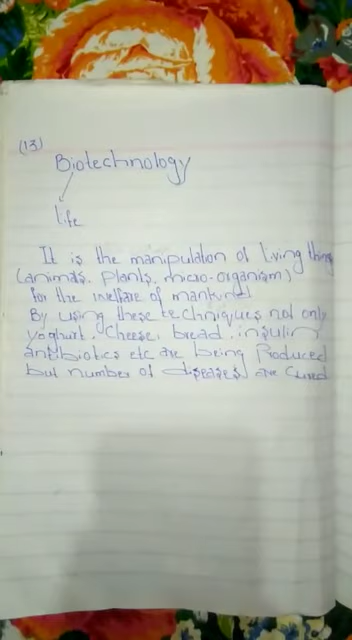 (13)
Biotechnology
Life
It is the manipulation of living things
(animals, plants, micro-organism)
for the welfare of mankind
By using these techniques not only
yoghurt, cheese, bread, insulin
antibiotics etc are being Produced
but number of diseases are Cured